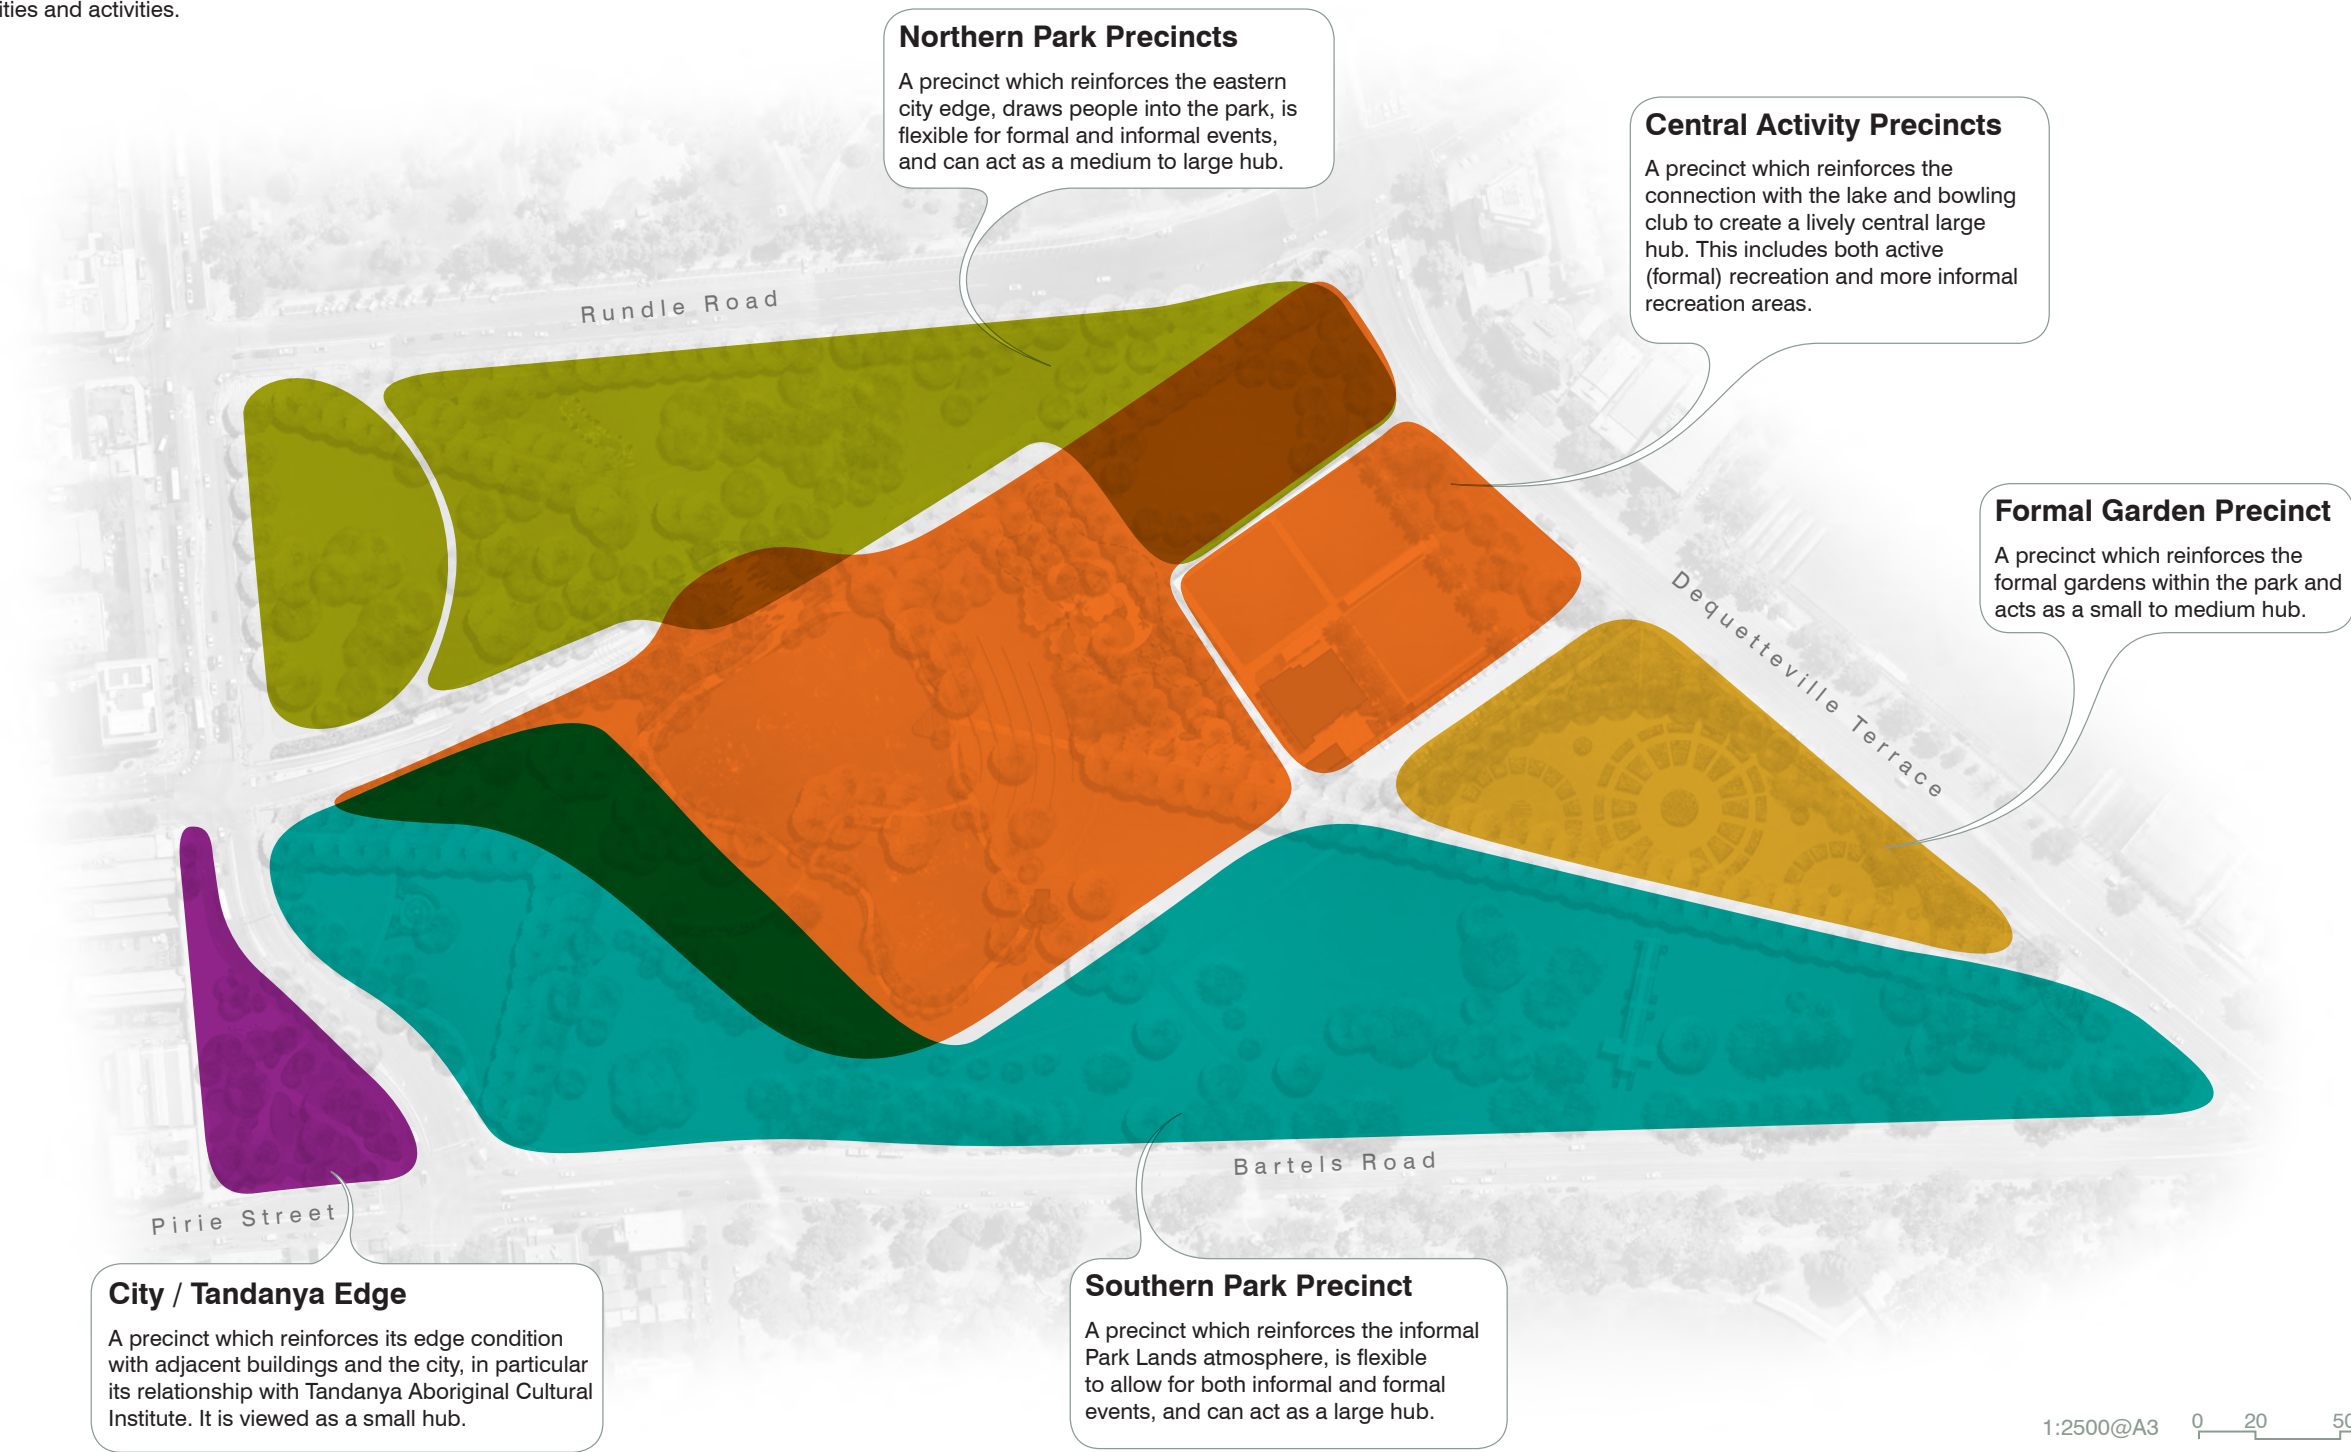 ities and activities.
Northern Park Precincts
A precinct which reinforces the eastern
city edge, draws people into the park, is
flexible for formal and informal events,
and can act as a medium to large hub.
Central Activity Precincts
A precinct which reinforces the
connection with the lake and bowling
club to create a lively central large
hub. This includes both active
(formal) recreation and more informal
recreation areas.
Rundle Road
Formal Garden Precinct
A precinct which reinforces the
formal gardens within the park and
acts as a small to medium hub.
Dequetteville Terrace
Bartels Road
Pirie Street
City / Tandanya Edge
A precinct which reinforces its edge condition
with adjacent buildings and the city, in particular
its relationship with Tandanya Aboriginal Cultural
Institute. It is viewed as a small hub.
Southern Park Precinct
A precinct which reinforces the informal
Park Lands atmosphere, is flexible
to allow for both informal and formal
events, and can act as a large hub.
1:2500@A3 0 20 50